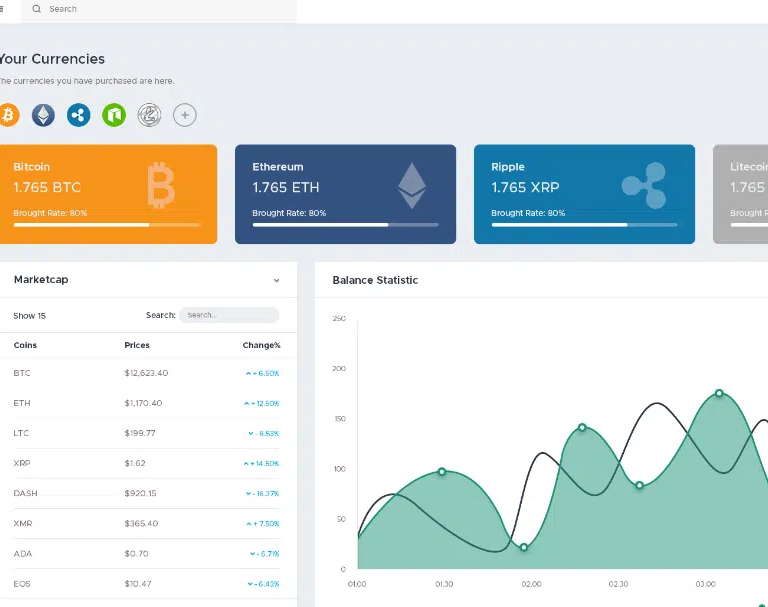 Search
Your Currencies
The currencies you have purchased are here.
Bitcoin
1.765 BTC
Brought Rate: 80%
Ethereum
1.765 ETH
Brought Rate: 80%
Ripple
1.765 XRP
Brought Rate: 80%
Litecoin
1.765
Brought R
Marketcap
Show 15 Search: Search...
Coins Prices Change%
BTC $12,623.40 + 6.50%
ETH $1,170.40 + 12.50%
LTC $199.77 - 6.53%
XRP $1.62 + 14.50%
DASH $920.15 - 16.37%
XMR $365.40 + 7.50%
ADA $0.70 - 6.71%
EOS $10.47 - 6.43%
Balance Statistic
250
200
150
100
50
0
01.00 01.30 02.00 02.30 03.00